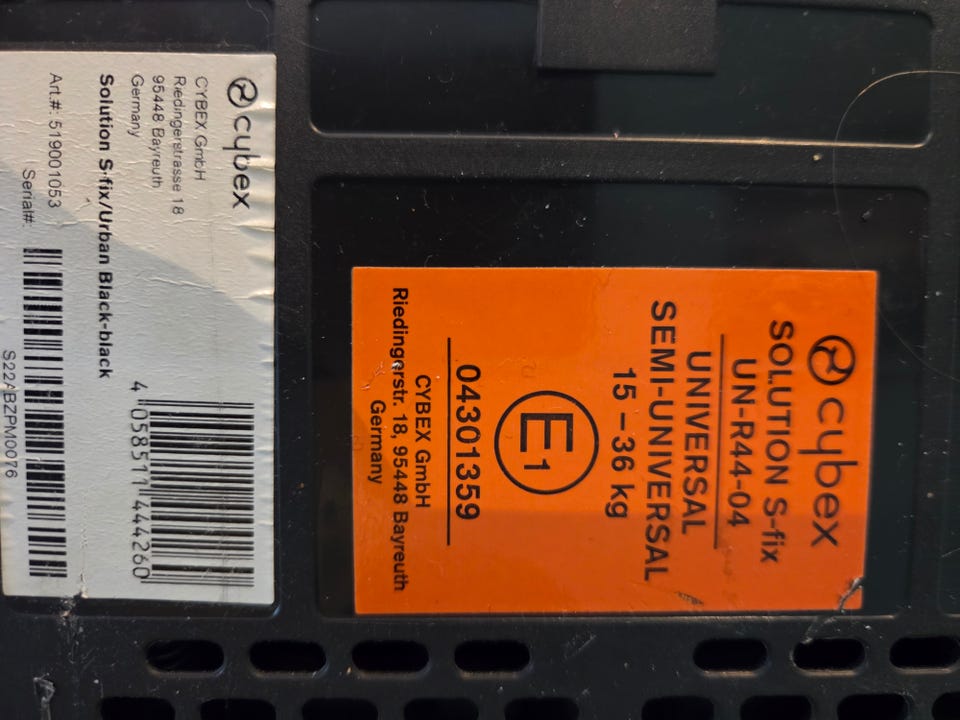 cybex
CYBEX GmbH
Riedingerstrasse 18
95448 Bayreuth
Germany
Solution S-fix/Urban Black-black
4 058511 444260
Art.#: 519001053
Serial#:
S22ABZPM0076
cybex
SOLUTION S-fix
UN-R44-04
UNIVERSAL
SEMI-UNIVERSAL
15 – 36 kg
E1
04301359
CYBEX GmbH
Riedingerstr. 18, 95448 Bayreuth
Germany